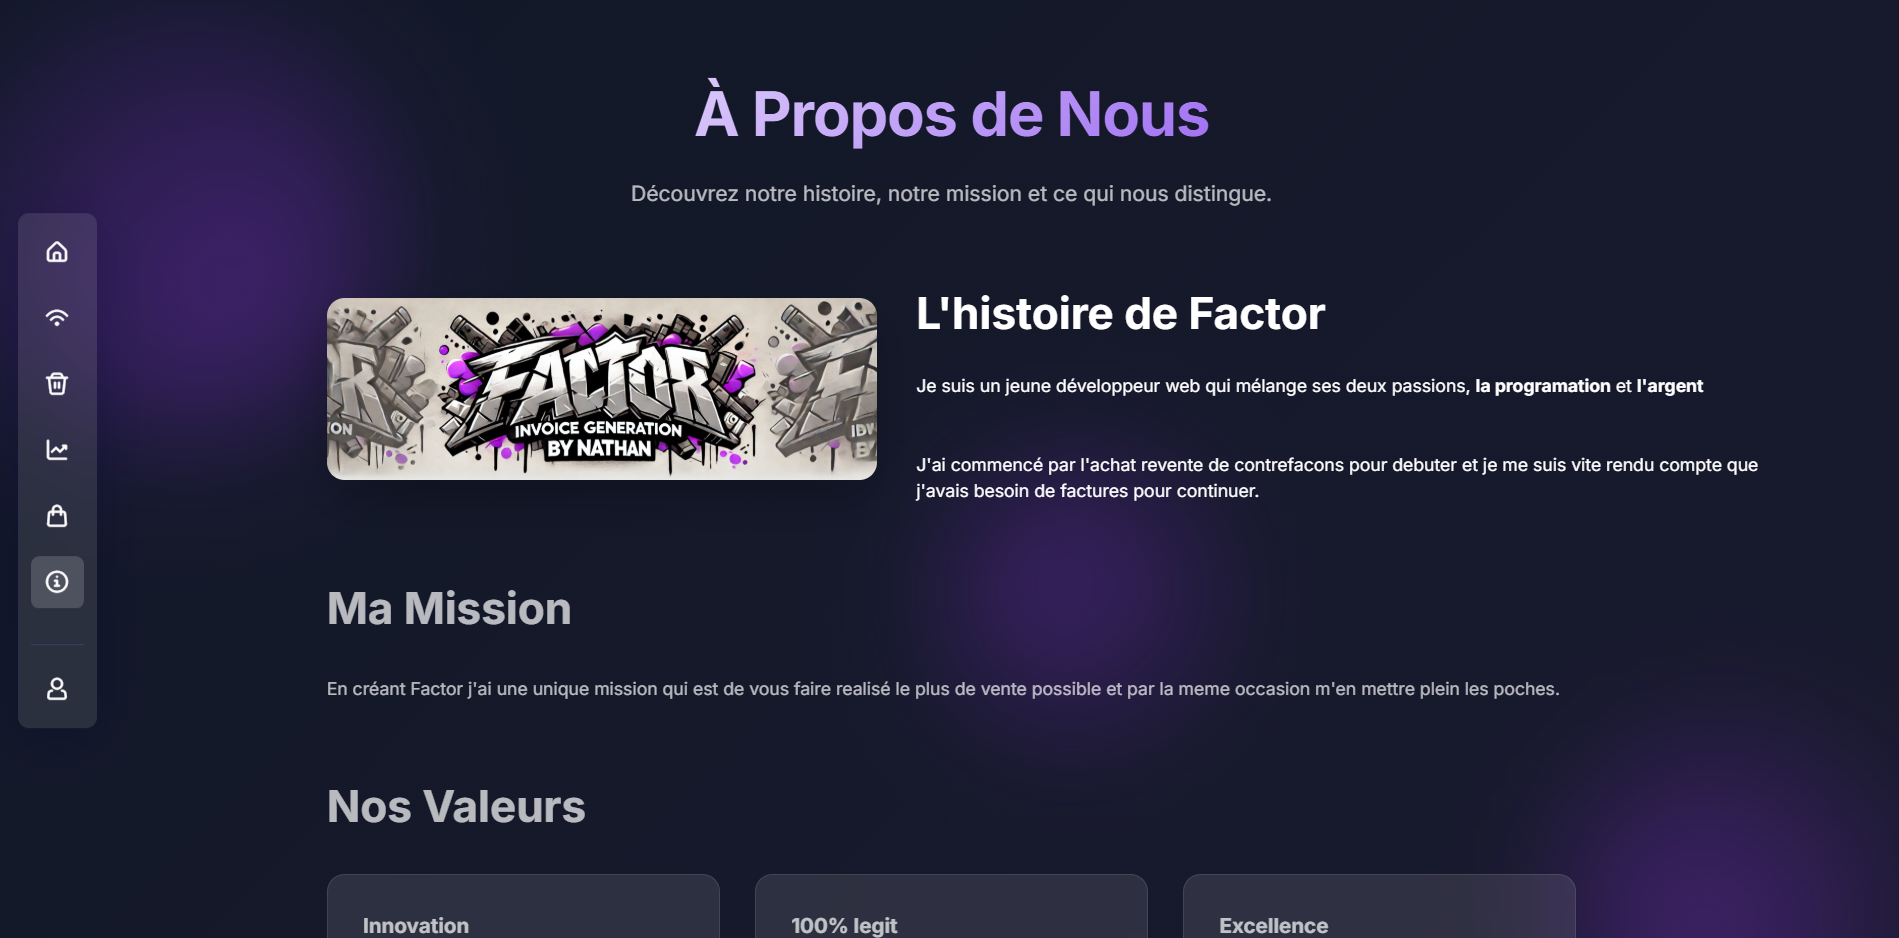 À Propos de Nous
Découvrez notre histoire, notre mission et ce qui nous distingue.
FACTOR
INVOICE GENERATION
BY NATHAN
L'histoire de Factor
Je suis un jeune développeur web qui mélange ses deux passions, la programation et l'argent
J'ai commencé par l'achat revente de contrefacons pour debuter et je me suis vite rendu compte que
j'avais besoin de factures pour continuer.
Ma Mission
En créant Factor j'ai une unique mission qui est de vous faire realisé le plus de vente possible et par la meme occasion m'en mettre plein les poches.
Nos Valeurs
Innovation
100% legit
Excellence